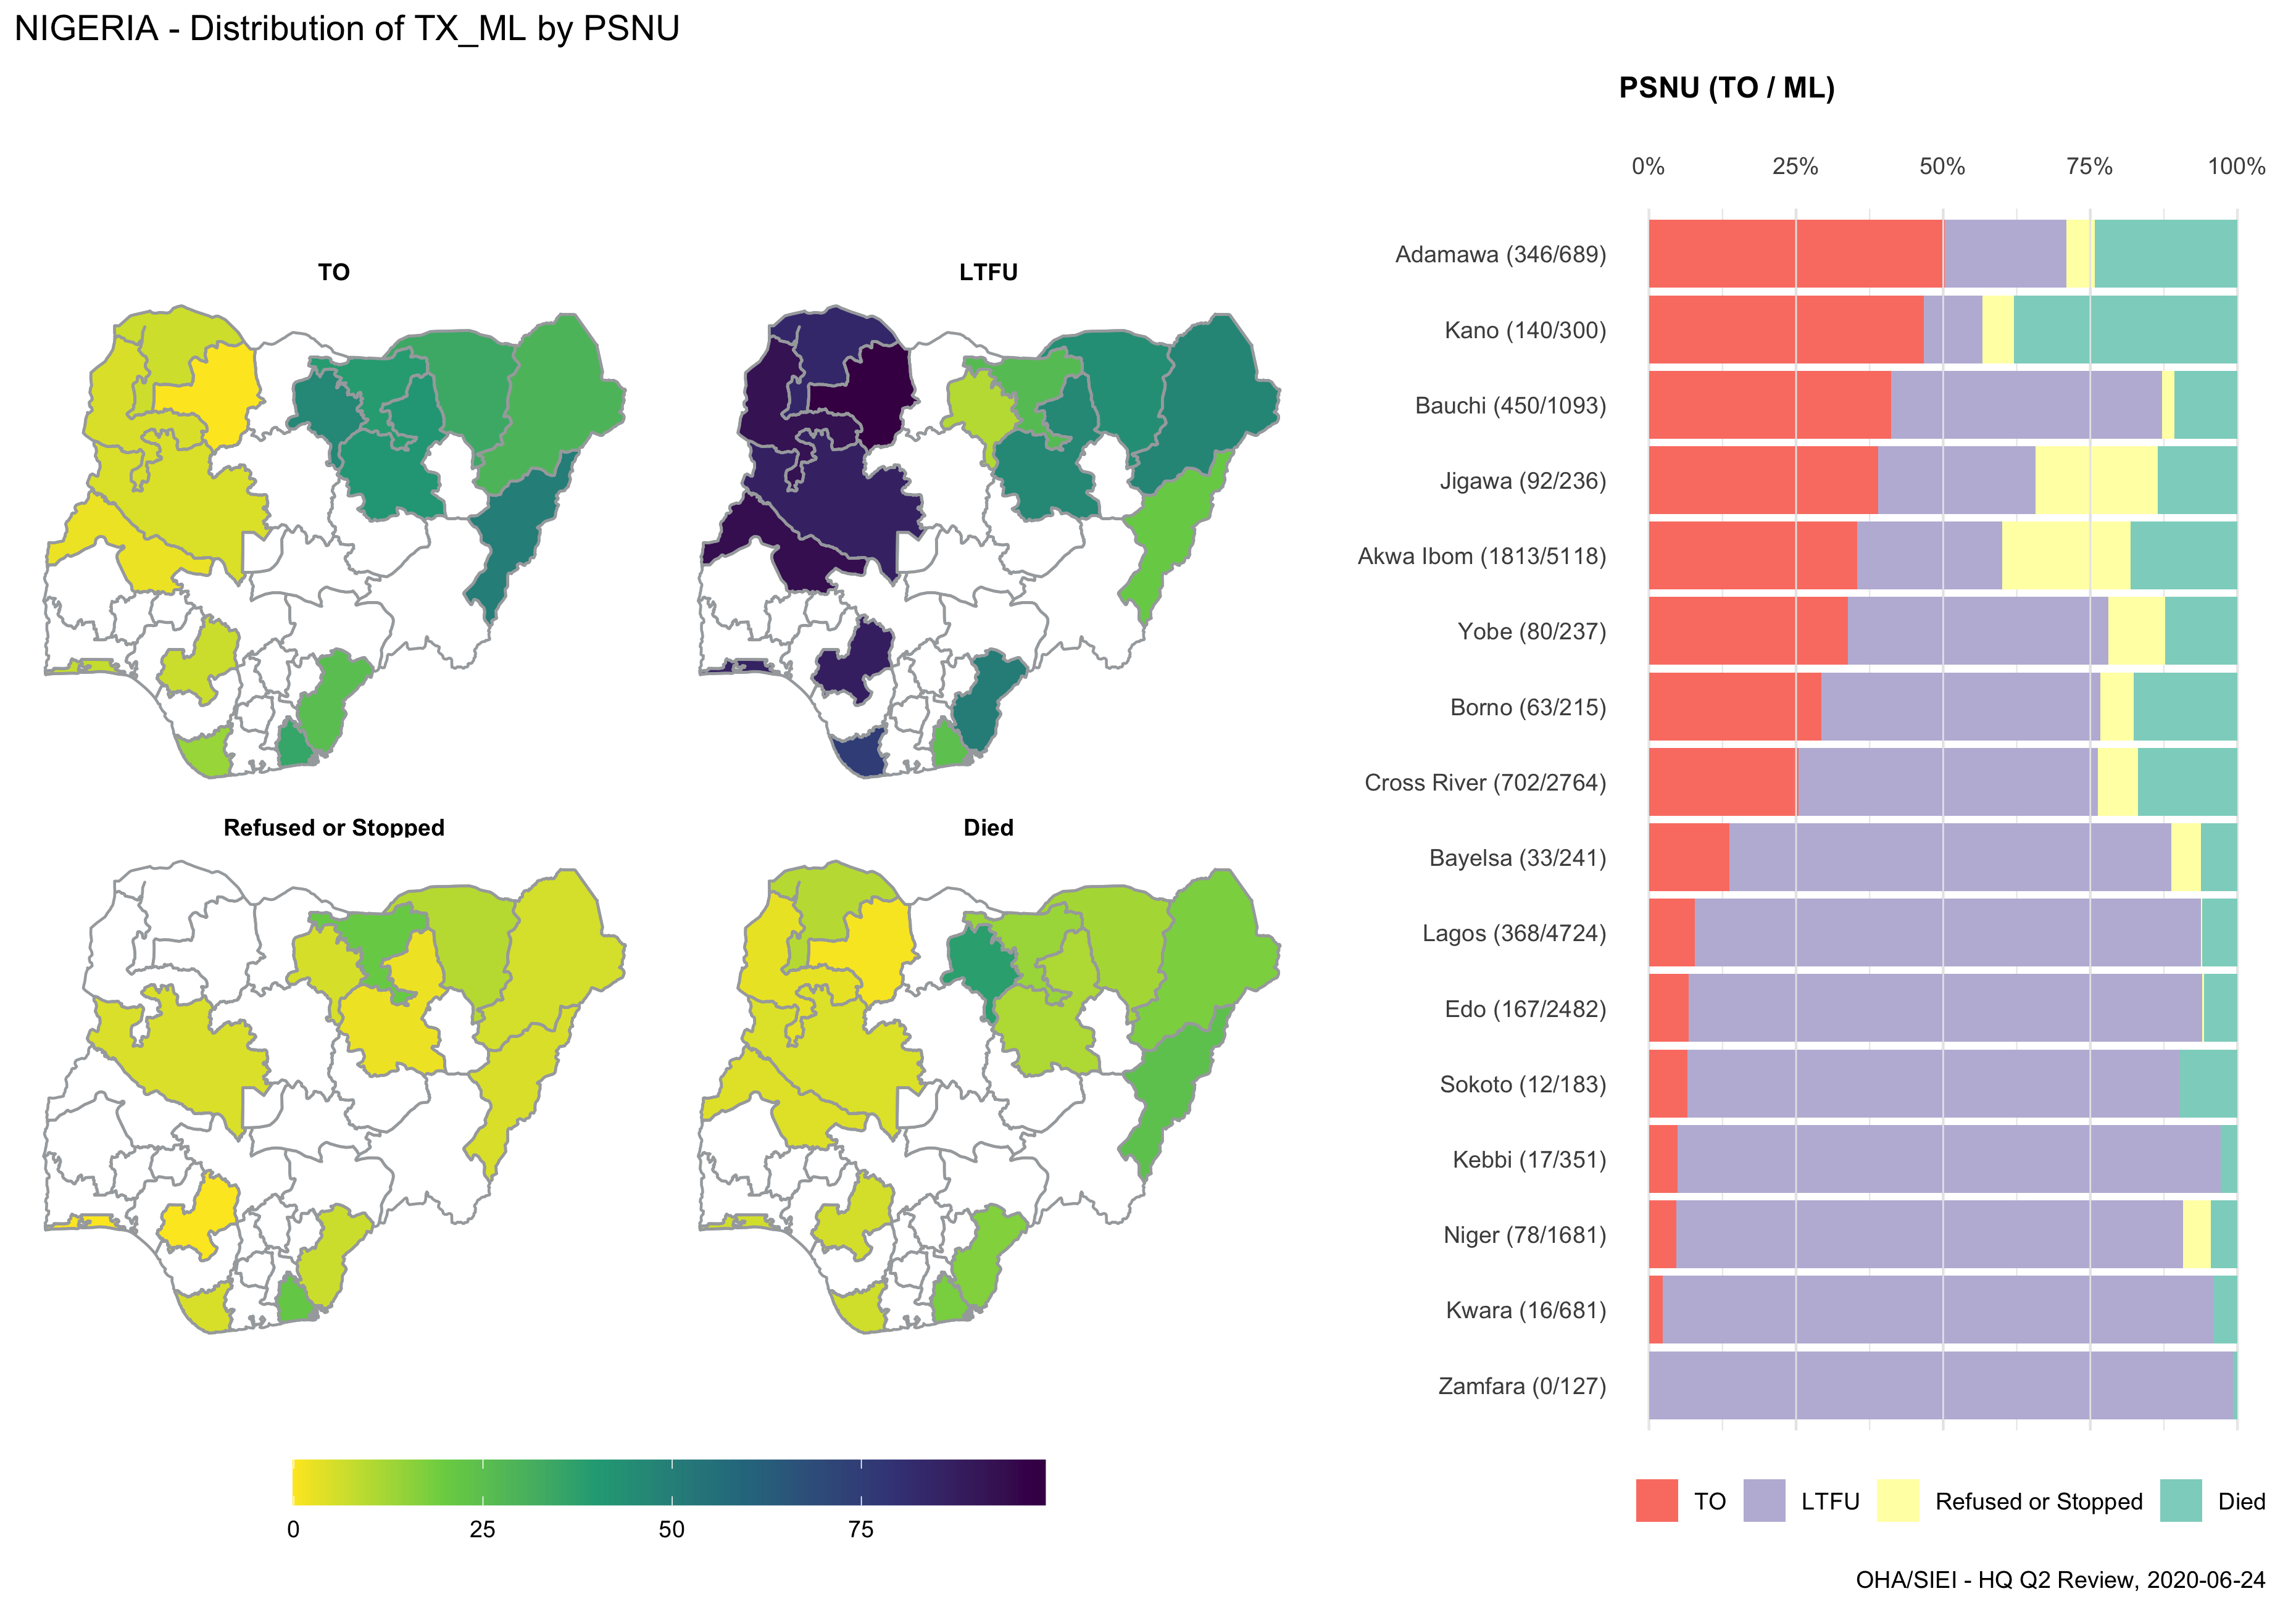 NIGERIA - Distribution of TX_ML by PSNU
TO
LTFU
Refused or Stopped
Died
0 25 50 75
PSNU (TO / ML)
0% 25% 50% 75% 100%
Adamawa (346/689)
Kano (140/300)
Bauchi (450/1093)
Jigawa (92/236)
Akwa Ibom (1813/5118)
Yobe (80/237)
Borno (63/215)
Cross River (702/2764)
Bayelsa (33/241)
Lagos (368/4724)
Edo (167/2482)
Sokoto (12/183)
Kebbi (17/351)
Niger (78/1681)
Kwara (16/681)
Zamfara (0/127)
TO LTFU Refused or Stopped Died
OHA/SIEI - HQ Q2 Review, 2020-06-24